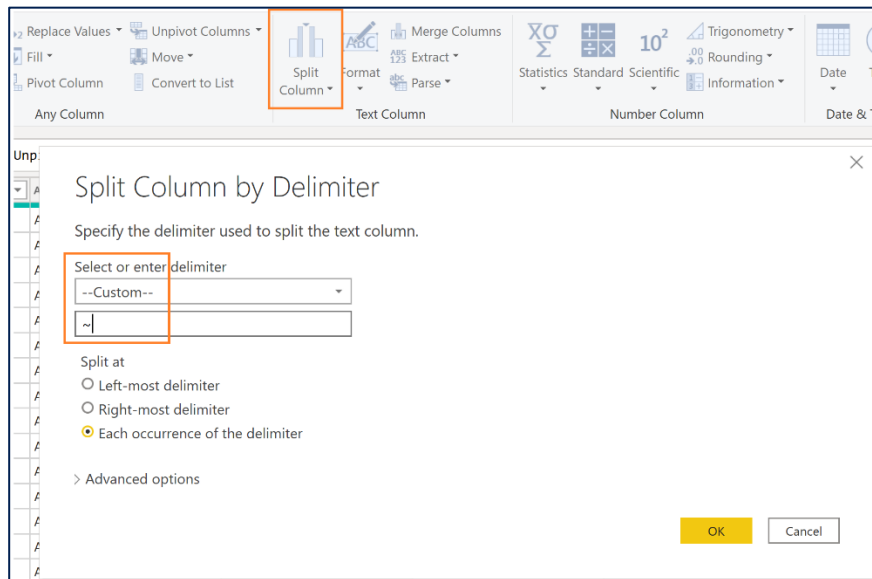 Replace Values Unpivot Columns Merge Columns Trigonometry
Fill Move Split Format Extract Statistics Standard Scientific Rounding Date
Pivot Column Convert to List Column Parse Information
Any Column Text Column Number Column Date &
Unp
Split Column by Delimiter
Specify the delimiter used to split the text column.
Select or enter delimiter
--Custom--
~
Split at
Left-most delimiter
Right-most delimiter
Each occurrence of the delimiter
Advanced options
OK Cancel